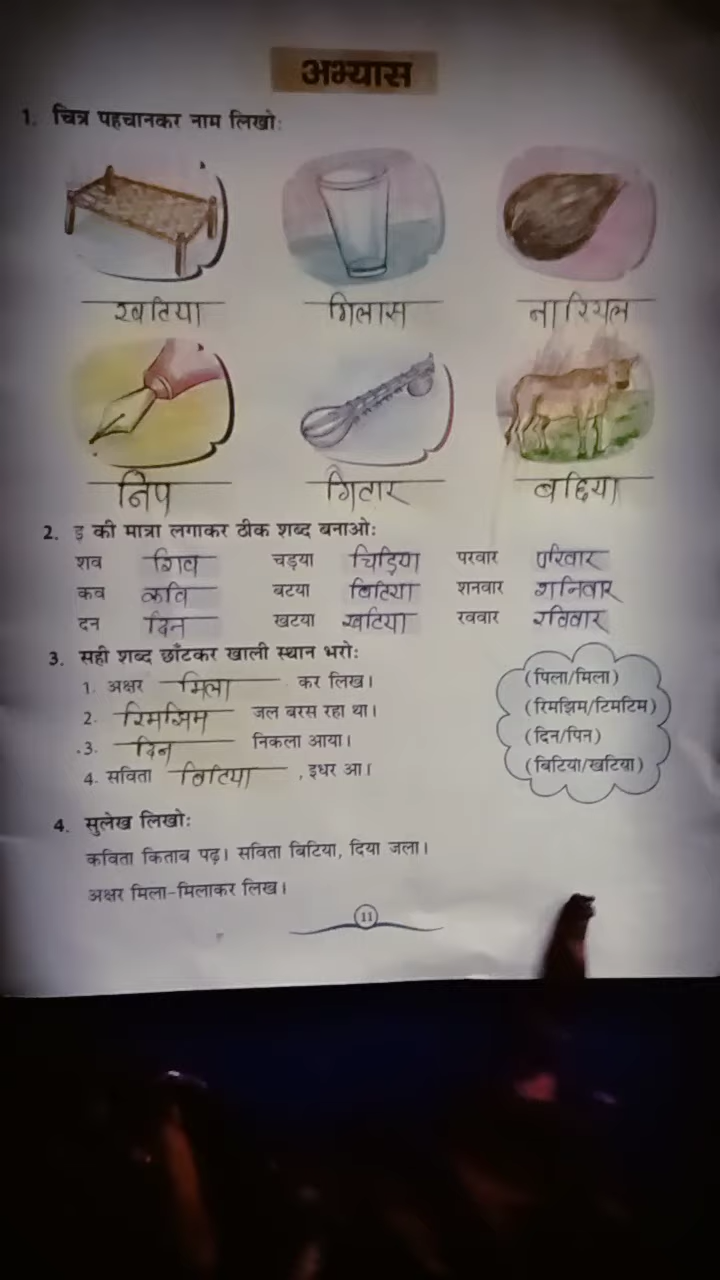 अभ्यास
1. चित्र पहचानकर नाम लिखो:
खटिया गिलास नारियल
निप गितार बछिया
2. इ की मात्रा लगाकर ठीक शब्द बनाओ:
शव शिव चड़या चिड़िया परवार परिवार
कव कवि बटया बिटिया शनवार शनिवार
दन दिन खटया खटिया रववार रविवार
3. सही शब्द छाँटकर खाली स्थान भरो:
1. अक्षर मिला कर लिख। (पिला/मिला)
2. रिमझिम जल बरस रहा था। (रिमझिम/टिमटिम)
3. दिन निकला आया। (दिन/पिन)
4. सविता बिटिया, इधर आ। (बिटिया/खटिया)
4. सुलेख लिखो:
कविता किताब पढ़। सविता बिटिया, दिया जला।
अक्षर मिला-मिलाकर लिख।
11